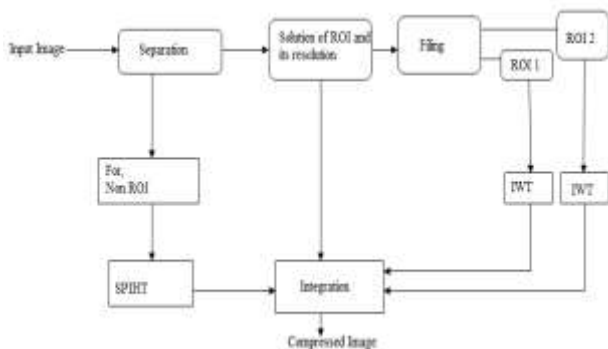 Input Image
Separation
Solution of ROI and
its resolution
Filing
ROI 2
ROI 1
For,
Non ROI
IWT
IWT
SPIHT
Integration
Compressed Image